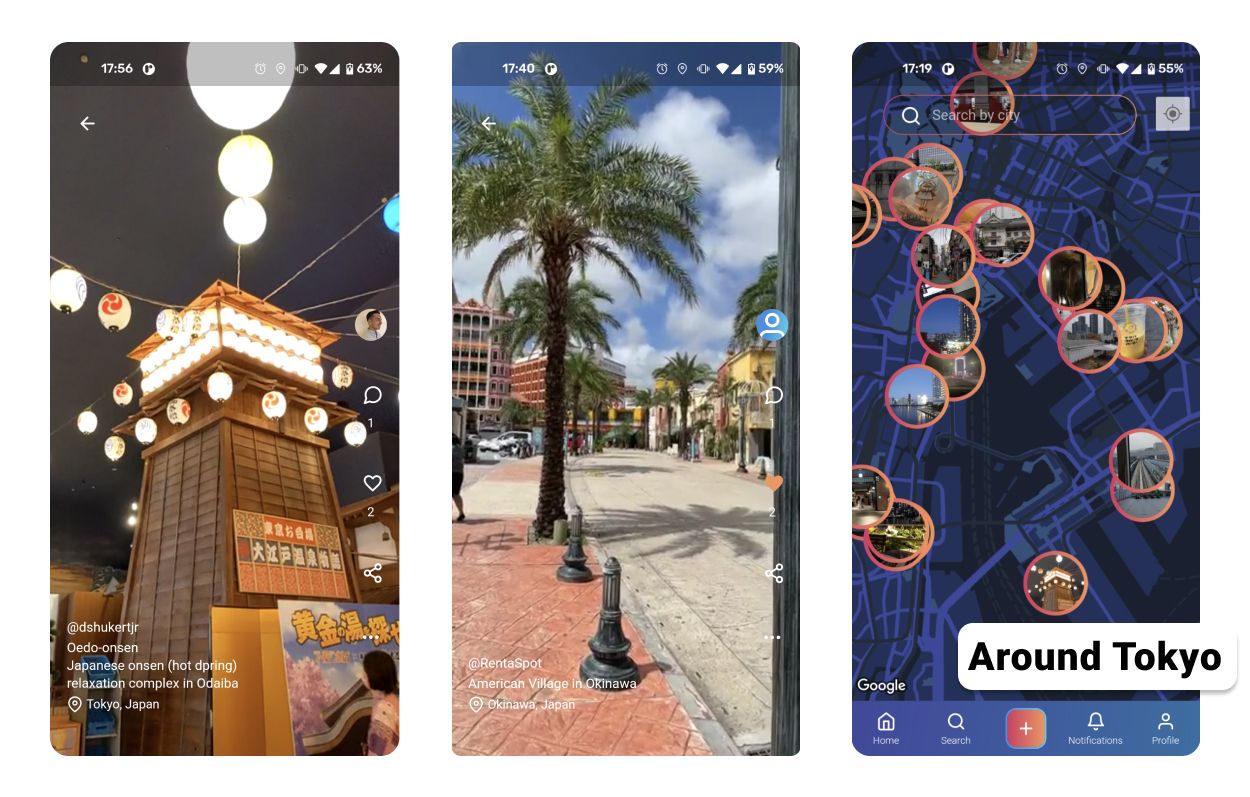 17:56
63%
東京お台場
大江戸温泉物語
1
2
@dshukertjr
Oedo-onsen
Japanese onsen (hot dpring)
relaxation complex in Odaiba
Tokyo, Japan
黄金の湯
17:40
59%
1
2
@RentaSpot
American Village in Okinawa
Okinawa, Japan
17:19
55%
Search by city
Around Tokyo
Google
Home
Search
Notifications
Profile